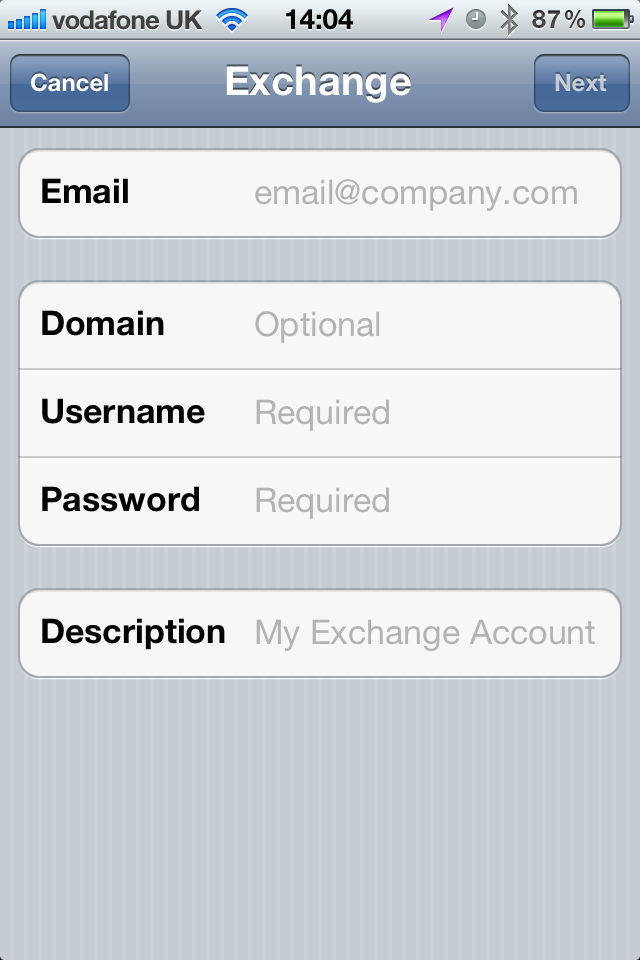 vodafone UK 14:04 87%
Cancel Exchange Next
Email email@company.com
Domain Optional
Username Required
Password Required
Description My Exchange Account